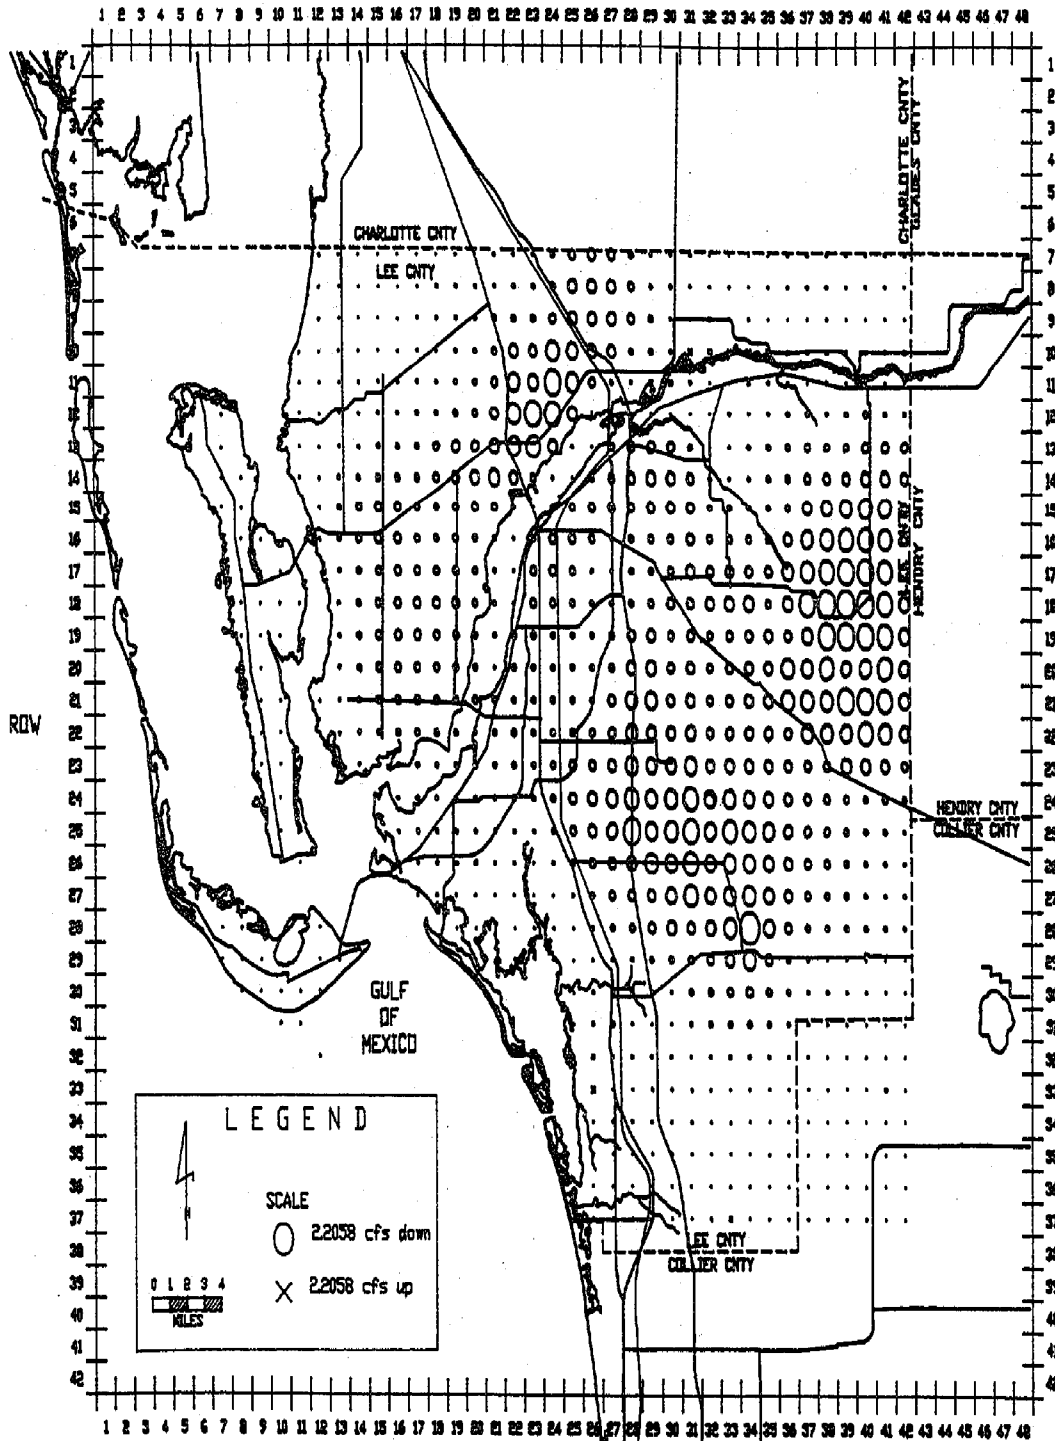 1 2 3 4 5 6 7 8 9 10 11 12 13 14 15 16 17 18 19 20 21 22 23 24 25 26 27 28 29 30 31 32 33 34 35 36 37 38 39 40 41 42 43 44 45 46 47 48
CHARLOTTE CNTY
GLADES CNTY
CHARLOTTE CNTY
LEE CNTY
LEE CNTY
HENDRY CNTY
ROW
HENDRY CNTY
COLLIER CNTY
GULF
OF
MEXICO
LEGEND
N
SCALE
2.2058 cfs down
2.2058 cfs up
0 1 2 3 4
MILES
LEE CNTY
COLLIER CNTY
1 2 3 4 5 6 7 8 9 10 11 12 13 14 15 16 17 18 19 20 21 22 23 24 25 26 27 28 29 30 31 32 33 34 35 36 37 38 39 40 41 42 43 44 45 46 47 48